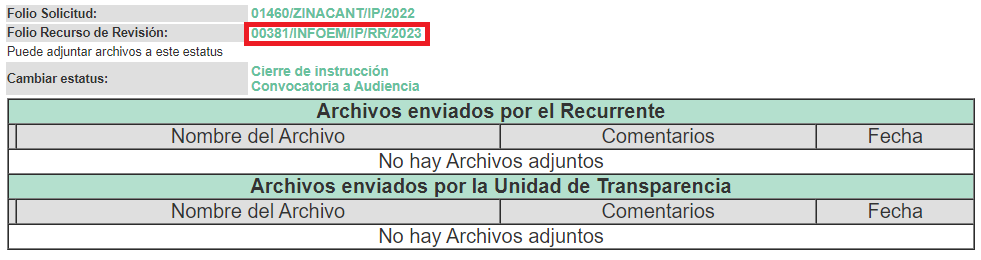 Folio Solicitud: 01460/ZINACANT/IP/2022
Folio Recurso de Revisión: 00381/INFOEM/IP/RR/2023
Puede adjuntar archivos a este estatus
Cambiar estatus: Cierre de instrucción
Convocatoria a Audiencia
Archivos enviados por el Recurrente
Nombre del Archivo Comentarios Fecha
No hay Archivos adjuntos
Archivos enviados por la Unidad de Transparencia
Nombre del Archivo Comentarios Fecha
No hay Archivos adjuntos